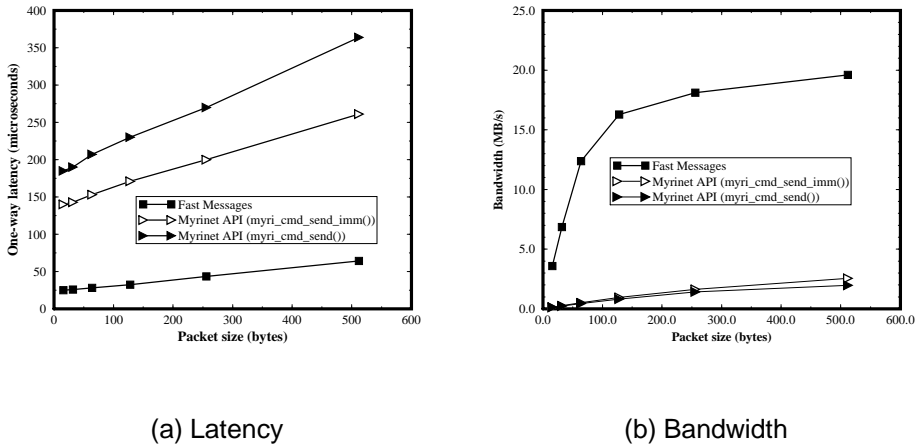 400
350
300
250
200
150
100
50
0
One-way latency (microseconds)
Fast Messages
Myrinet API (myri_cmd_send_imm())
Myrinet API (myri_cmd_send())
0 100 200 300 400 500 600
Packet size (bytes)
25.0
20.0
15.0
10.0
5.0
0.0
Bandwidth (MB/s)
Fast Messages
Myrinet API (myri_cmd_send_imm())
Myrinet API (myri_cmd_send())
0.0 100.0 200.0 300.0 400.0 500.0 600.0
Packet size (bytes)
(a) Latency
(b) Bandwidth